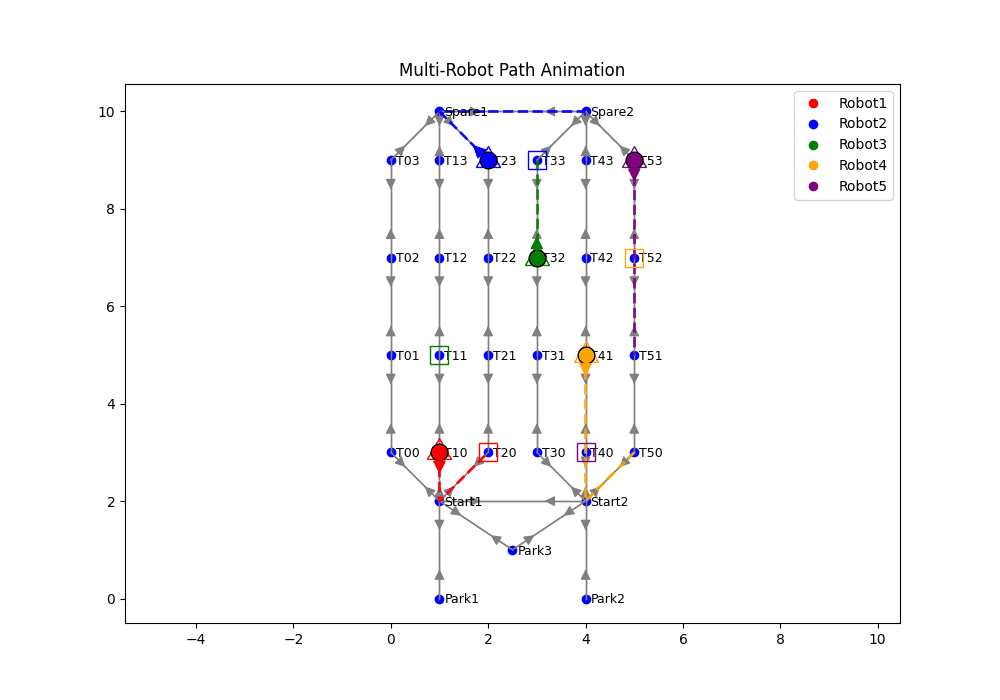 Multi-Robot Path Animation
Robot1
Robot2
Robot3
Robot4
Robot5
10
8
6
4
2
0
Spare1 Spare2
T03 T13 T23 T33 T43 T53
T02 T12 T22 T32 T42 T52
T01 T11 T21 T31 T41 T51
T00 T10 T20 T30 T40 T50
Start1 Start2
Park3
Park1 Park2
−4 −2 0 2 4 6 8 10